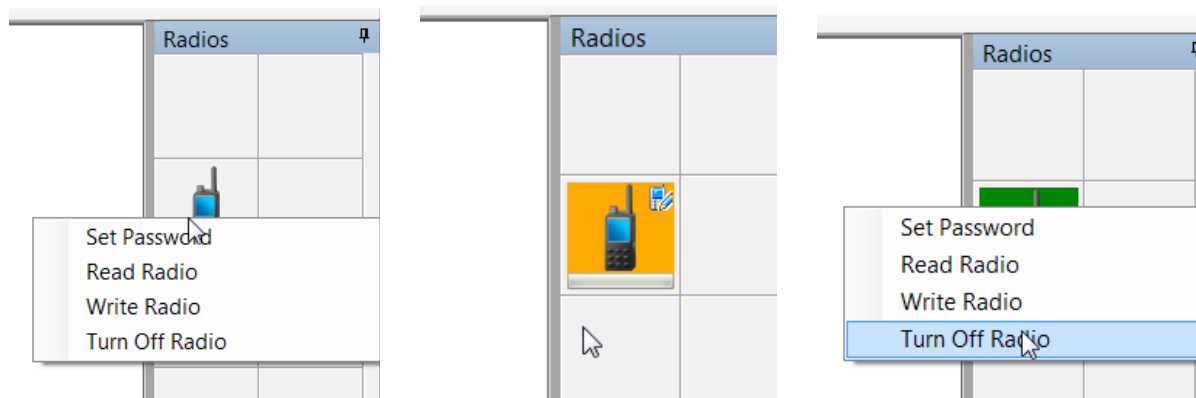 Radios
Set Password
Read Radio
Write Radio
Turn Off Radio
Radios
Radios
Set Password
Read Radio
Write Radio
Turn Off Radio